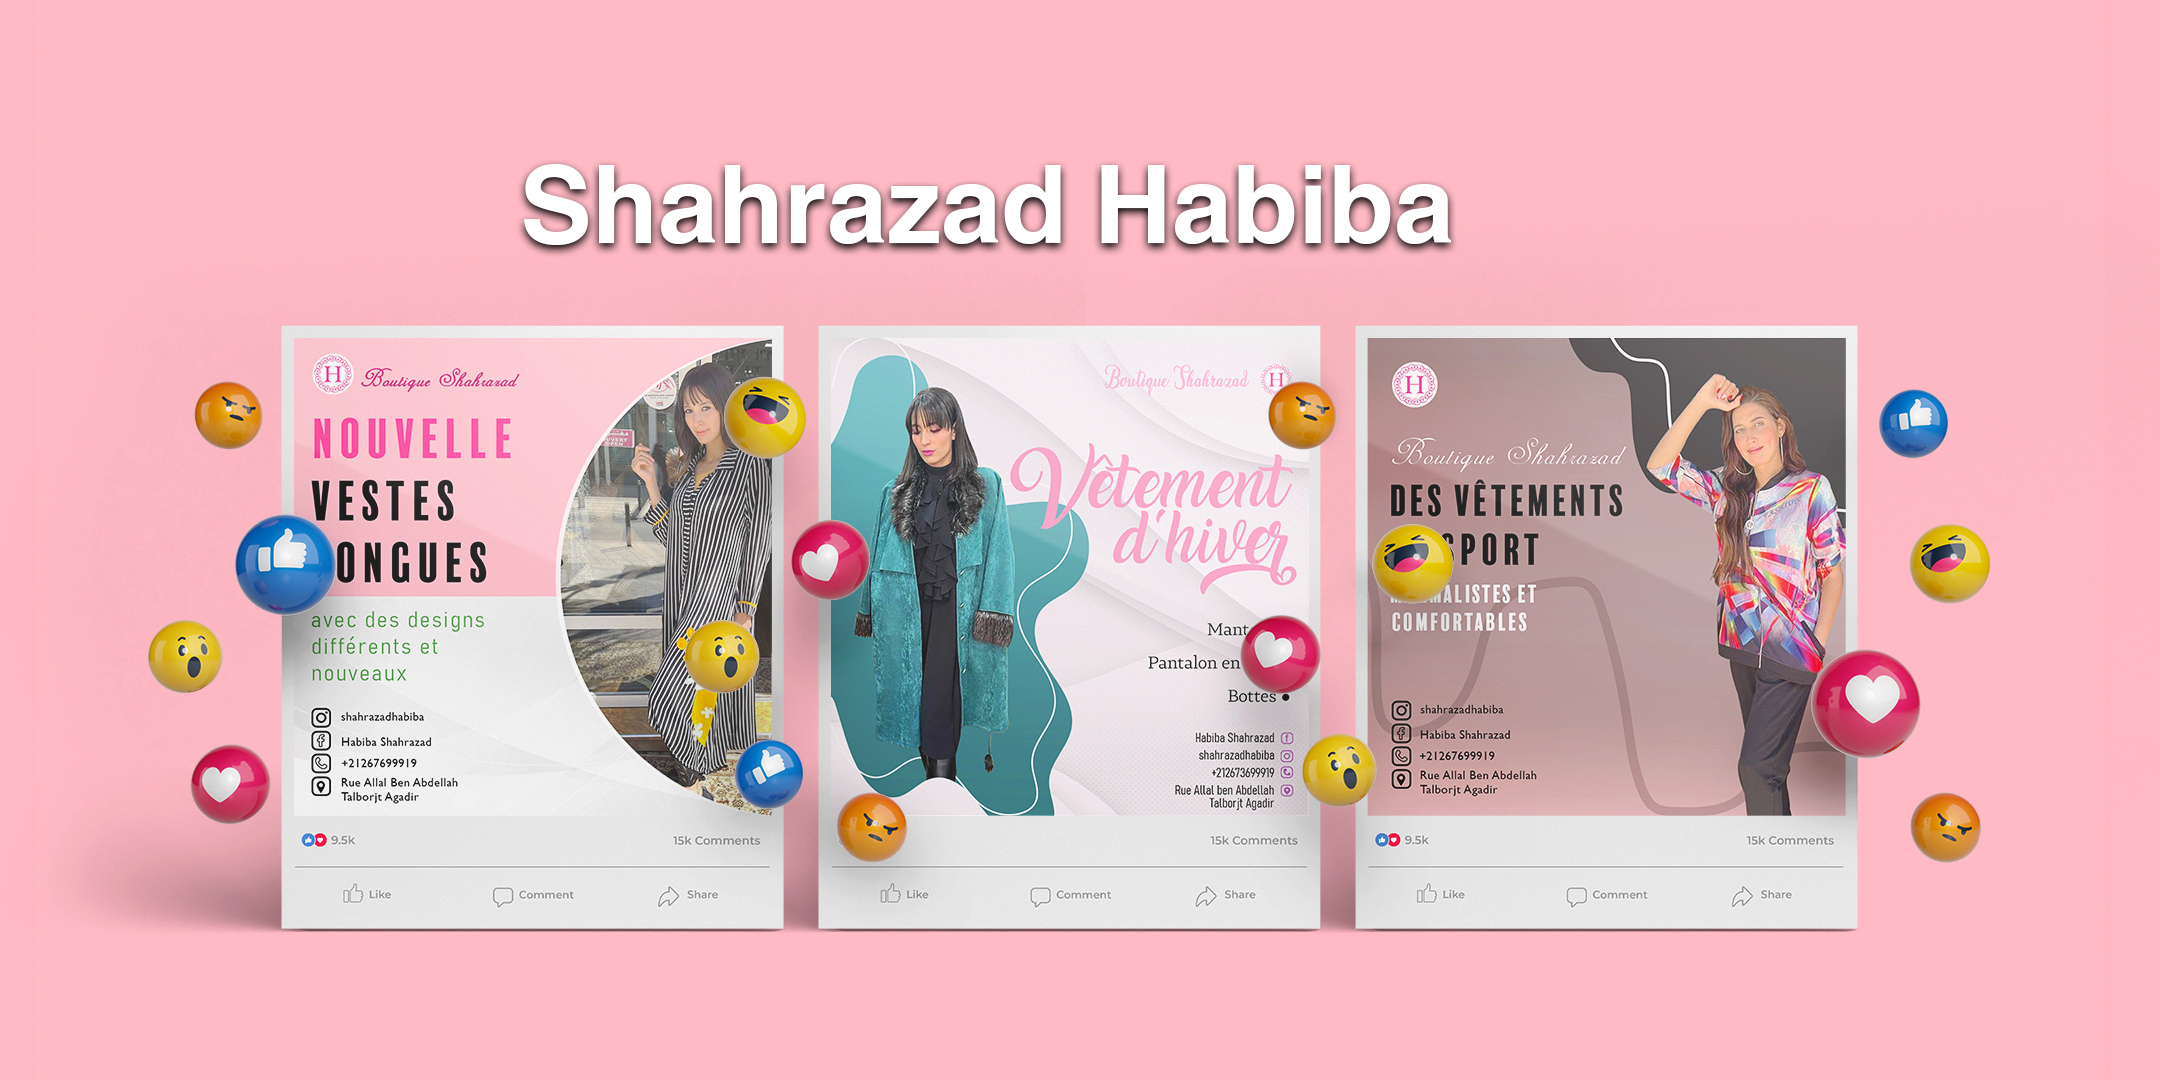 Shahrazad Habiba
H
Boutique Shahrazad
NOUVELLE
VESTES
ONGUES
avec des designs
différents et
nouveaux
shahrazadhabiba
Habiba Shahrazad
+21267699919
Rue Allal Ben Abdellah
Talborjt Agadir
9.5k
15k Comments
Like
Comment
Share
Boutique Shahrazad
H
Vêtement
d'hiver
Pantalon en
Bottes
Habiba Shahrazad
shahrazadhabiba
+212673699919
Rue Allal ben Abdellah
Talborjt Agadir
15k Comments
Like
Comment
Share
H
Boutique Shahrazad
DES VÊTEMENTS
SPORT
ET
COMFORTABLES
shahrazadhabiba
Habiba Shahrazad
+21267699919
Rue Allal Ben Abdellah
Talborjt Agadir
9.5k
15k Comments
Like
Comment
Share